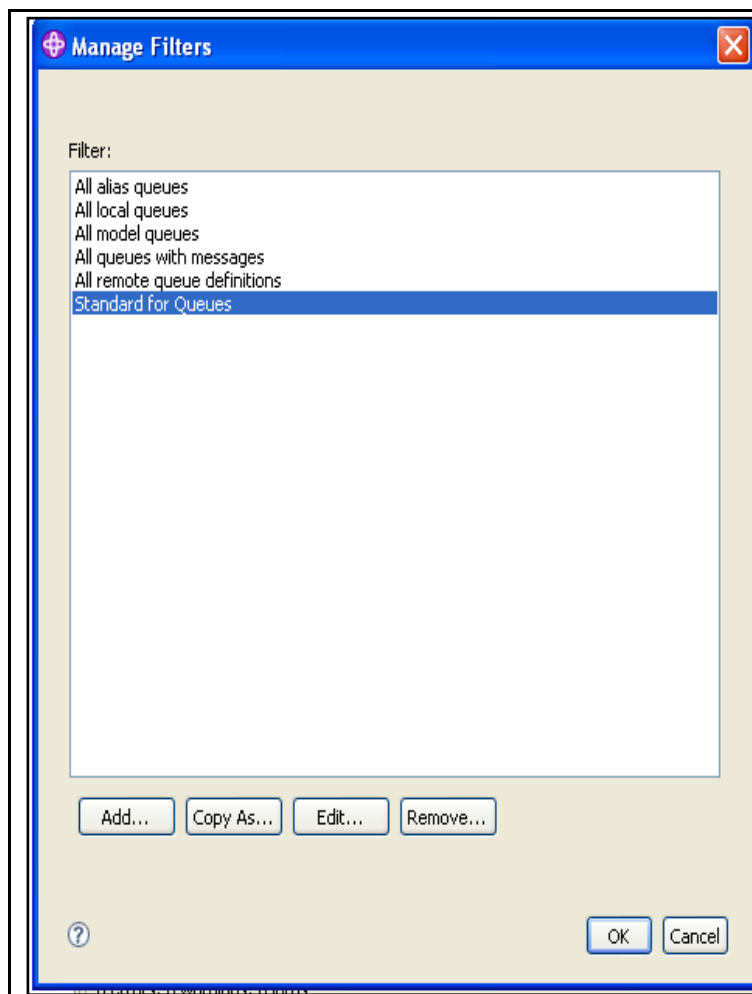 Manage Filters
Filter:
All alias queues
All local queues
All model queues
All queues with messages
All remote queue definitions
Standard for Queues
Add...
Copy As...
Edit...
Remove...
?
OK
Cancel